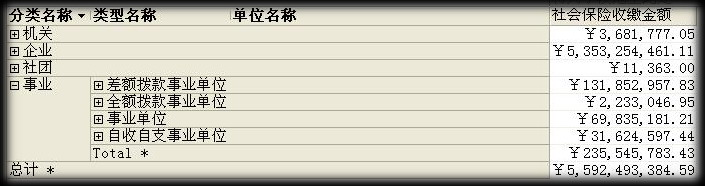 分类名称 类型名称 单位名称 社会保险收缴金额
机关 ￥3,681,777.05
企业 ￥5,353,254,461.11
社团 ￥11,363.00
事业 差额拨款事业单位 ￥131,852,957.83
全额拨款事业单位 ￥2,233,046.95
事业单位 ￥69,835,181.21
自收自支事业单位 ￥31,624,597.44
Total * ￥235,545,783.43
总计 * ￥5,592,493,384.59